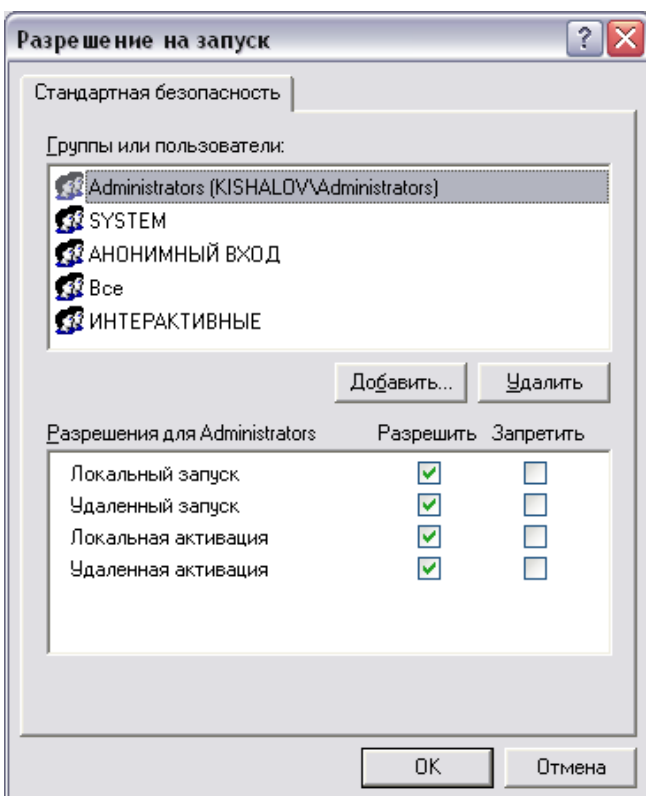 Разрешение на запуск
Стандартная безопасность
Группы или пользователи:
Administrators (KISHALOV\Administrators)
SYSTEM
АНОНИМНЫЙ ВХОД
Все
ИНТЕРАКТИВНЫЕ
Добавить... Удалить
Разрешения для Administrators Разрешить Запретить
Локальный запуск
Удаленный запуск
Локальная активация
Удаленная активация
OK Отмена